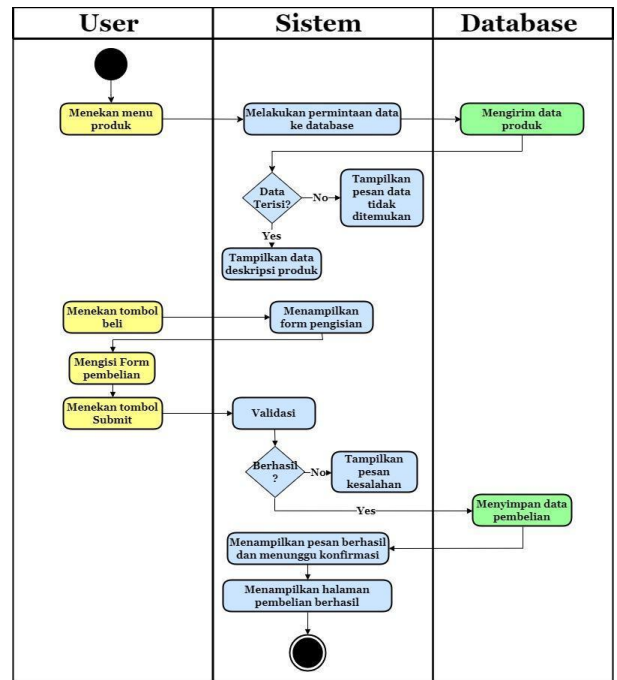 User
Sistem
Database
Menekan menu
produk
Melakukan permintaan data
ke database
Mengirim data
produk
Data
Terisi?
No
Tampilkan
pesan data
tidak
ditemukan
Yes
Tampilkan data
deskripsi produk
Menekan tombol
beli
Menampilkan
form pengisian
Mengisi Form
pembelian
Menekan tombol
Submit
Validasi
Berhasil
?
No
Tampilkan
pesan
kesalahan
Yes
Menyimpan data
pembelian
Menampilkan pesan berhasil
dan menunggu konfirmasi
Menampilkan halaman
pembelian berhasil